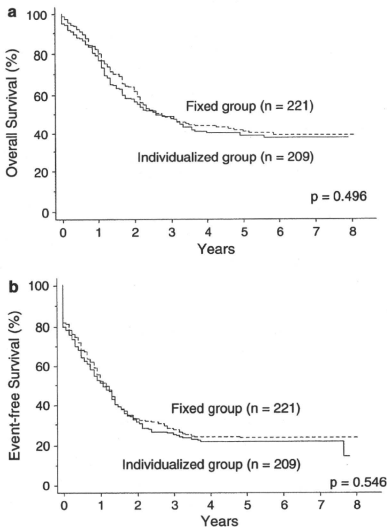 a
100
80
60
40
20
0
Overall Survival (%)
Fixed group (n = 221)
Individualized group (n = 209)
p = 0.496
0 1 2 3 4 5 6 7 8
Years
b
100
80
60
40
20
0
Event-free Survival (%)
Fixed group (n = 221)
Individualized group (n = 209)
p = 0.546
0 1 2 3 4 5 6 7 8
Years